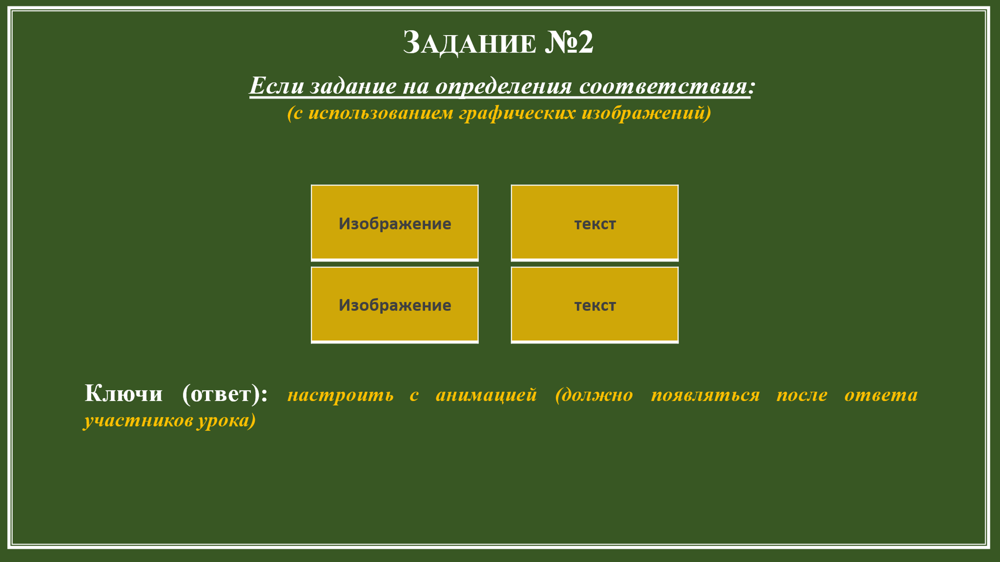 Задание №2
Если задание на определения соответствия:
(с использованием графических изображений)
Изображение текст
Изображение текст
Ключи (ответ): настроить с анимацией (должно появляться после ответа
участников урока)